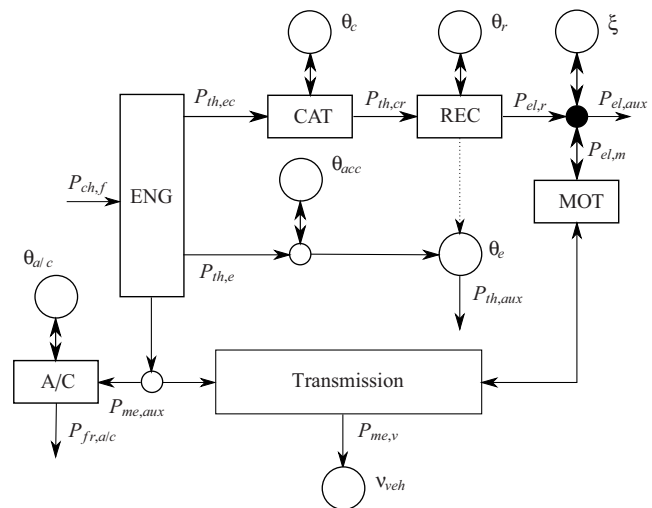 θc
θr
ξ
Pth,ec
Pth,cr
Pel,r
Pel,aux
CAT
REC
Pel,m
Pch,f
ENG
θacc
MOT
θa/c
Pth,e
θe
Pth,aux
A/C
Transmission
Pme,aux
Pfr,a/c
Pme,v
νveh